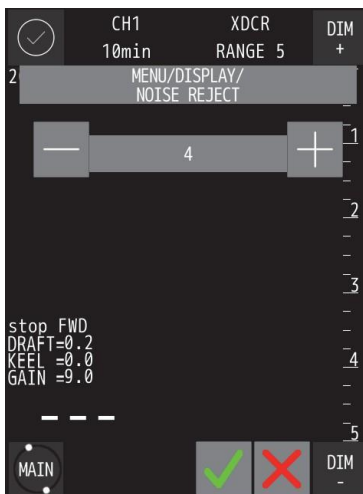 CH1 XDCR DIM
10min RANGE 5 +
2
MENU/DISPLAY/
NOISE REJECT
1
— 4 +
2
3
stop FWD
DRAFT=0.2
KEEL =0.0
GAIN =9.0
4
– – –
5
MAIN DIM
-